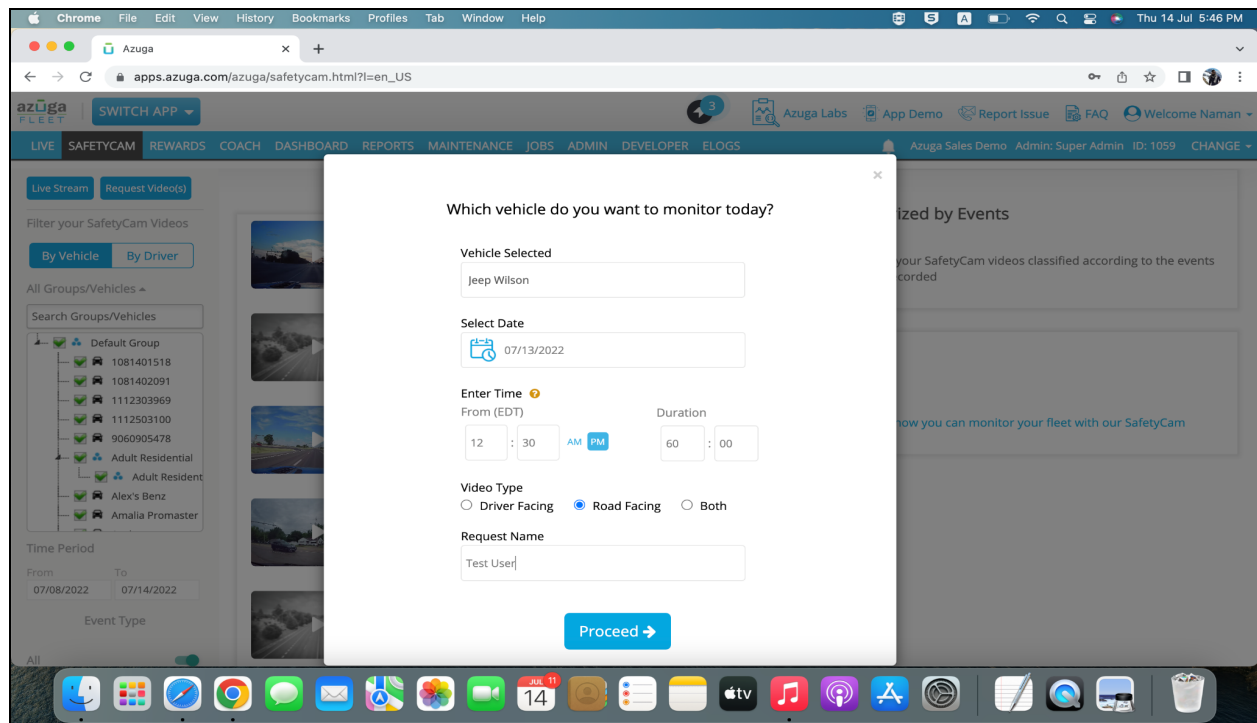 Chrome File Edit View History Bookmarks Profiles Tab Window Help
S A Thu 14 Jul 5:46 PM
Azuga
apps.azuga.com/azuga/safetycam.html?l=en_US
azūga
FLEET
SWITCH APP
3
Azuga Labs
App Demo
Report Issue
FAQ
Welcome Naman
LIVE SAFETYCAM REWARDS COACH DASHBOARD REPORTS MAINTENANCE JOBS ADMIN DEVELOPER ELOGS
Azuga Sales Demo Admin: Super Admin ID: 1059 CHANGE
Live Stream
Request Video(s)
Filter your SafetyCam Videos
By Vehicle
By Driver
All Groups/Vehicles
Search Groups/Vehicles
Default Group
1081401518
1081402091
1112303969
1112503100
9060905478
Adult Residential
Adult Resident
Alex's Benz
Amalia Promaster
Time Period
From To
07/08/2022 07/14/2022
Event Type
All
×
Which vehicle do you want to monitor today?
Vehicle Selected
Jeep Wilson
Select Date
07/13/2022
Enter Time ?
From (EDT) Duration
12 : 30 AM PM 60 : 00
Video Type
Driver Facing Road Facing Both
Request Name
Test User
Proceed
ized by Events
your SafetyCam videos classified according to the events
corded
now you can monitor your fleet with our SafetyCam
JUL 11
14
tv